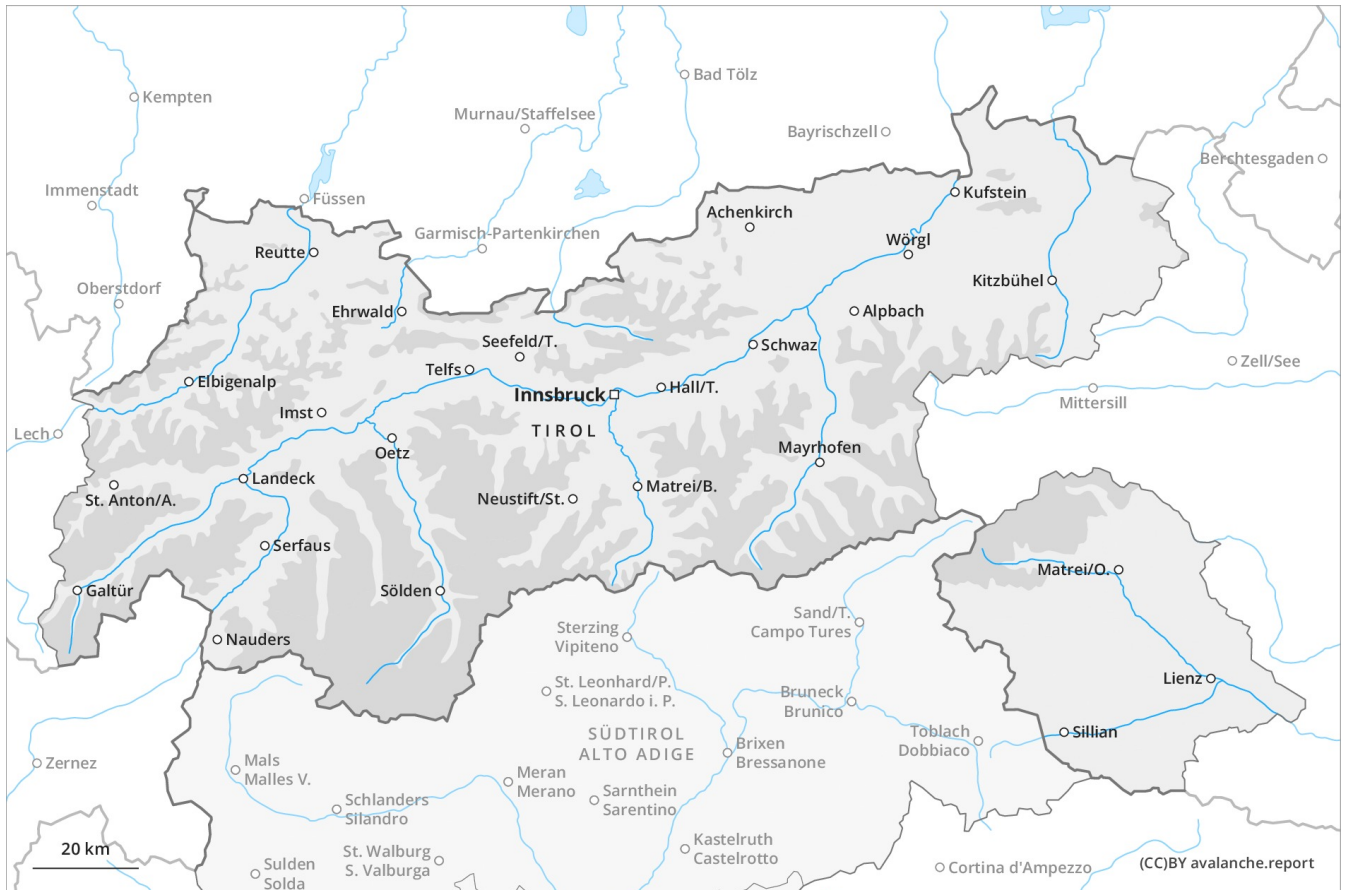 Bad Tölz
Kempten
Murnau/Staffelsee
Bayrischzell
Berchtesgaden
Immenstadt
Füssen
Kufstein
Achenkirch
Garmisch-Partenkirchen
Wörgl
Reutte
Oberstdorf
Kitzbühel
Ehrwald
Alpbach
Seefeld/T.
Schwaz
Zell/See
Telfs
Elbigenalp
Hall/T.
Innsbruck
Mittersill
Imst
Lech
TIROL
Oetz
Mayrhofen
Landeck
St. Anton/A.
Neustift/St.
Matrei/B.
Serfaus
Matrei/O.
Galtür
Sölden
Sand/T.
Campo Tures
Sterzing
Vipiteno
Nauders
Lienz
St. Leonhard/P.
S. Leonardo i. P.
Bruneck
Brunico
SÜDTIROL
ALTO ADIGE
Toblach
Dobbiaco
Sillian
Brixen
Bressanone
Zernez
Mals
Malles V.
Meran
Merano
Sarnthein
Sarentino
Schlanders
Silandro
Kastelruth
Castelrotto
20 km
St. Walburg
S. Valburga
Sulden
Solda
Cortina d'Ampezzo
(CC)BY avalanche.report